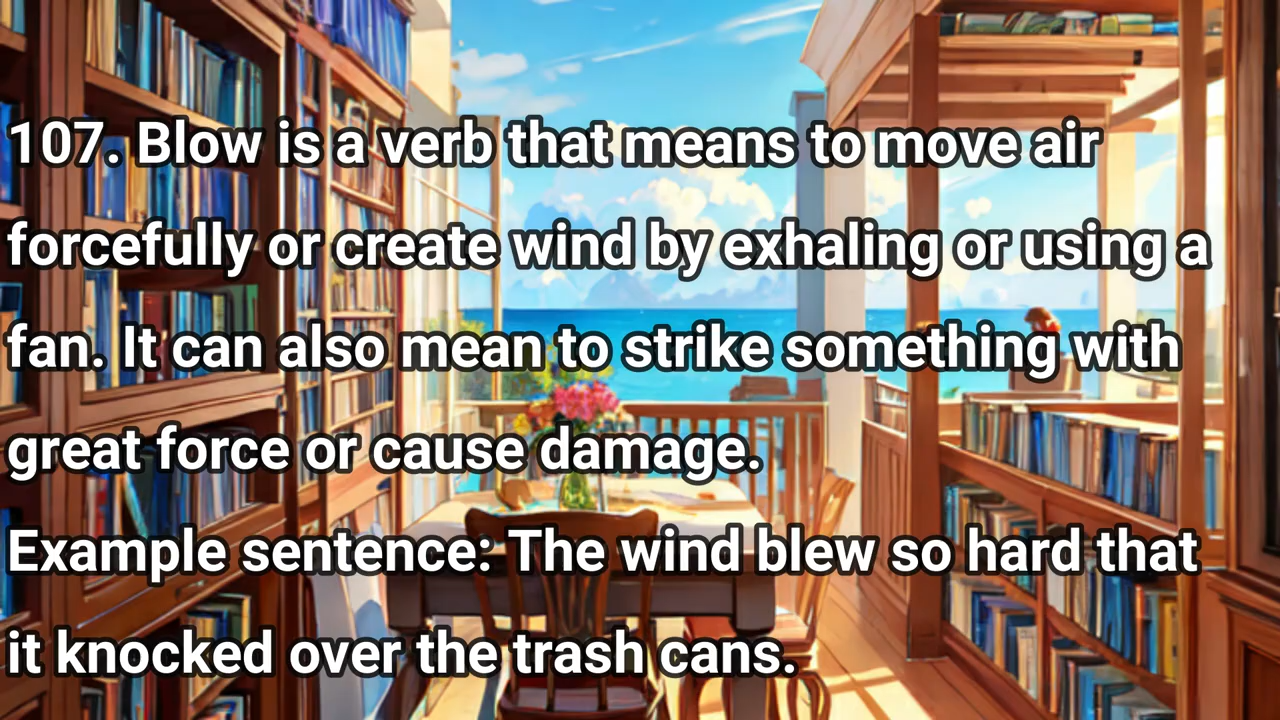 107. Blow is a verb that means to move air
forcefully or create wind by exhaling or using a
fan. It can also mean to strike something with
great force or cause damage.
Example sentence: The wind blew so hard that
it knocked over the trash cans.